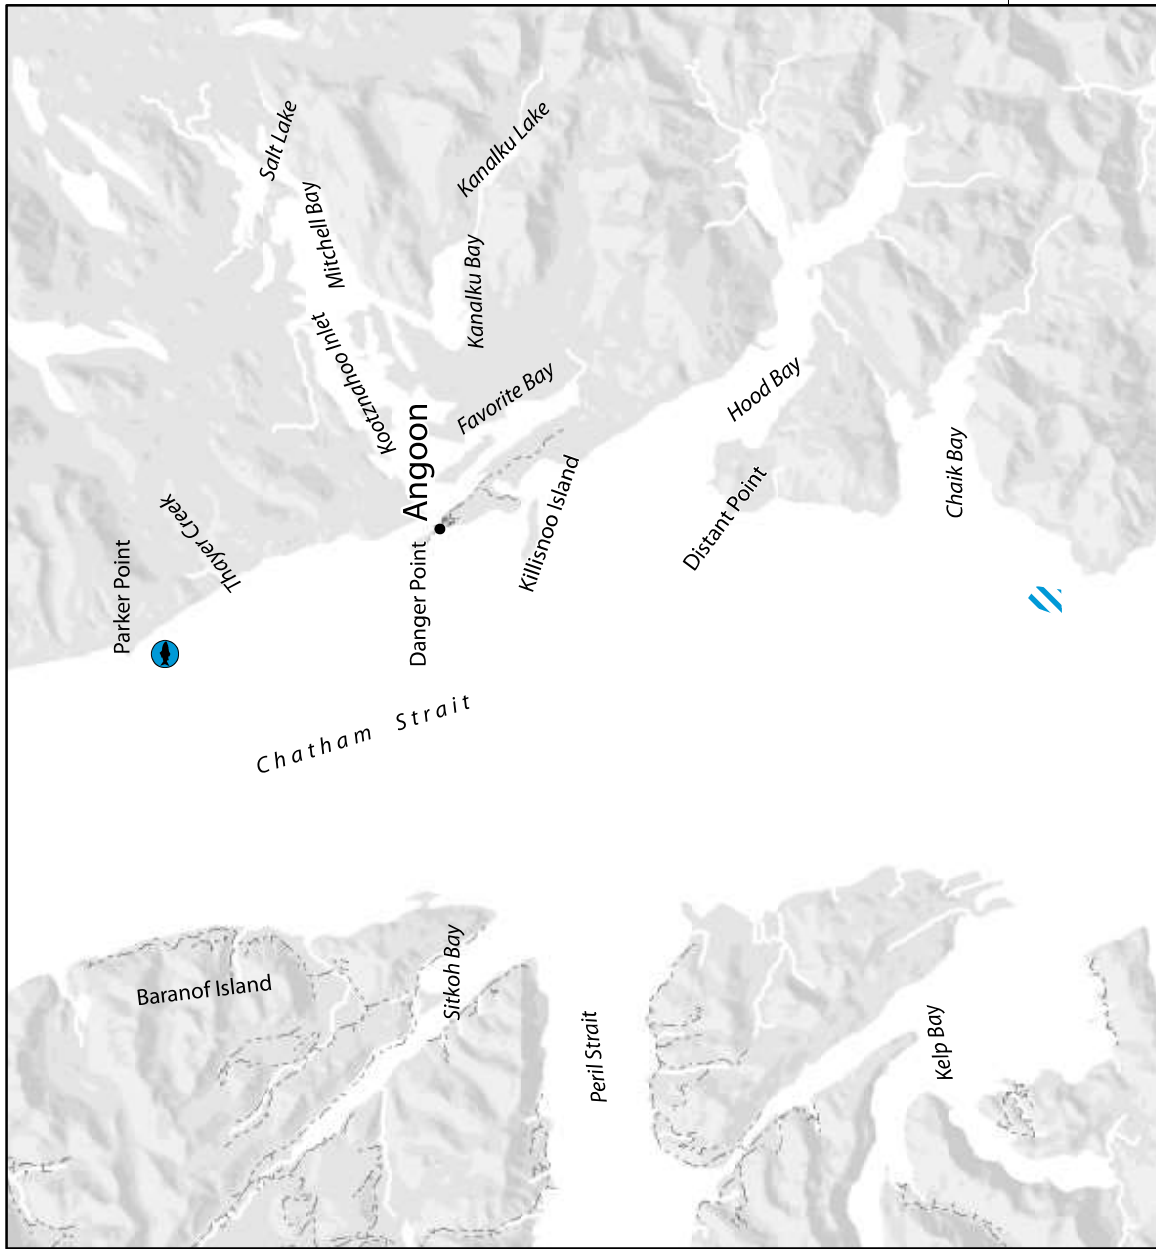 Salt Lake
Kanalku Lake
Mitchell Bay
Kanalku Bay
Kootznahoo Inlet
Favorite Bay
Hood Bay
Angoon
Chaik Bay
Killisnoo Island
Distant Point
Thayer Creek
Parker Point
Danger Point
Chatham Strait
Sitkoh Bay
Baranof Island
Peril Strait
Kelp Bay